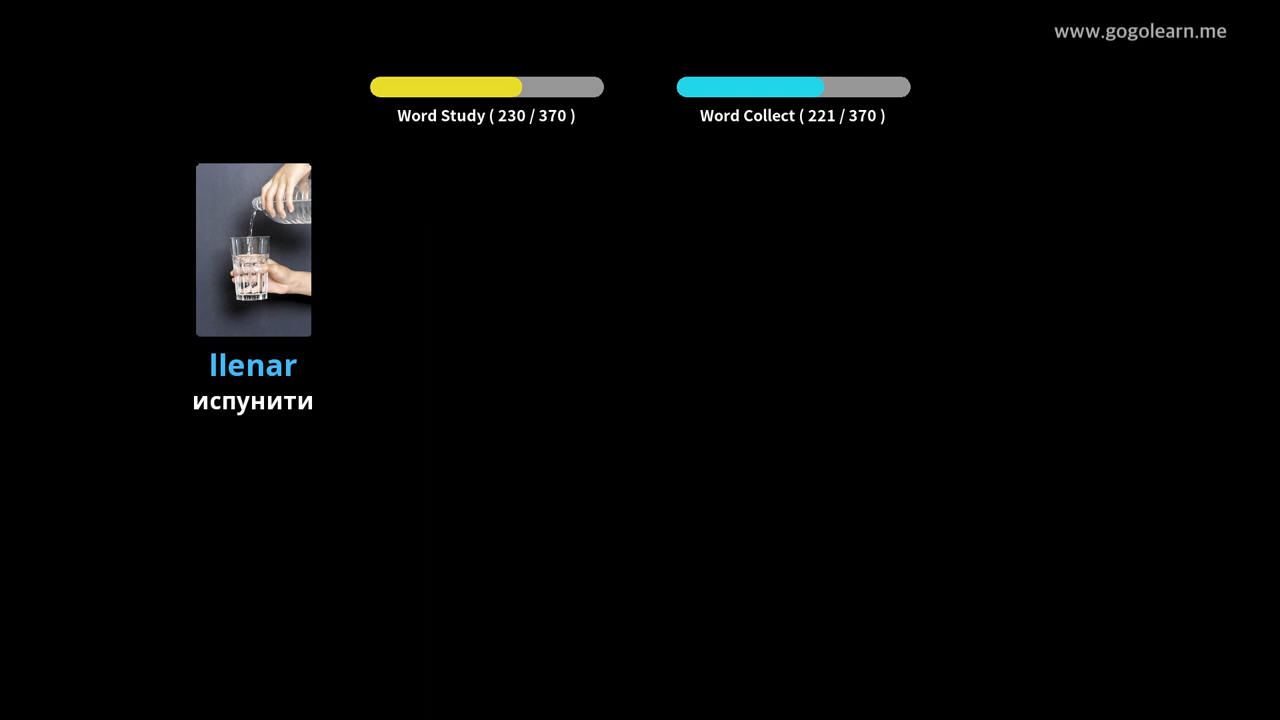 www.gogolearn.me
Word Study ( 230 / 370 )
Word Collect ( 221 / 370 )
llenar
испунити